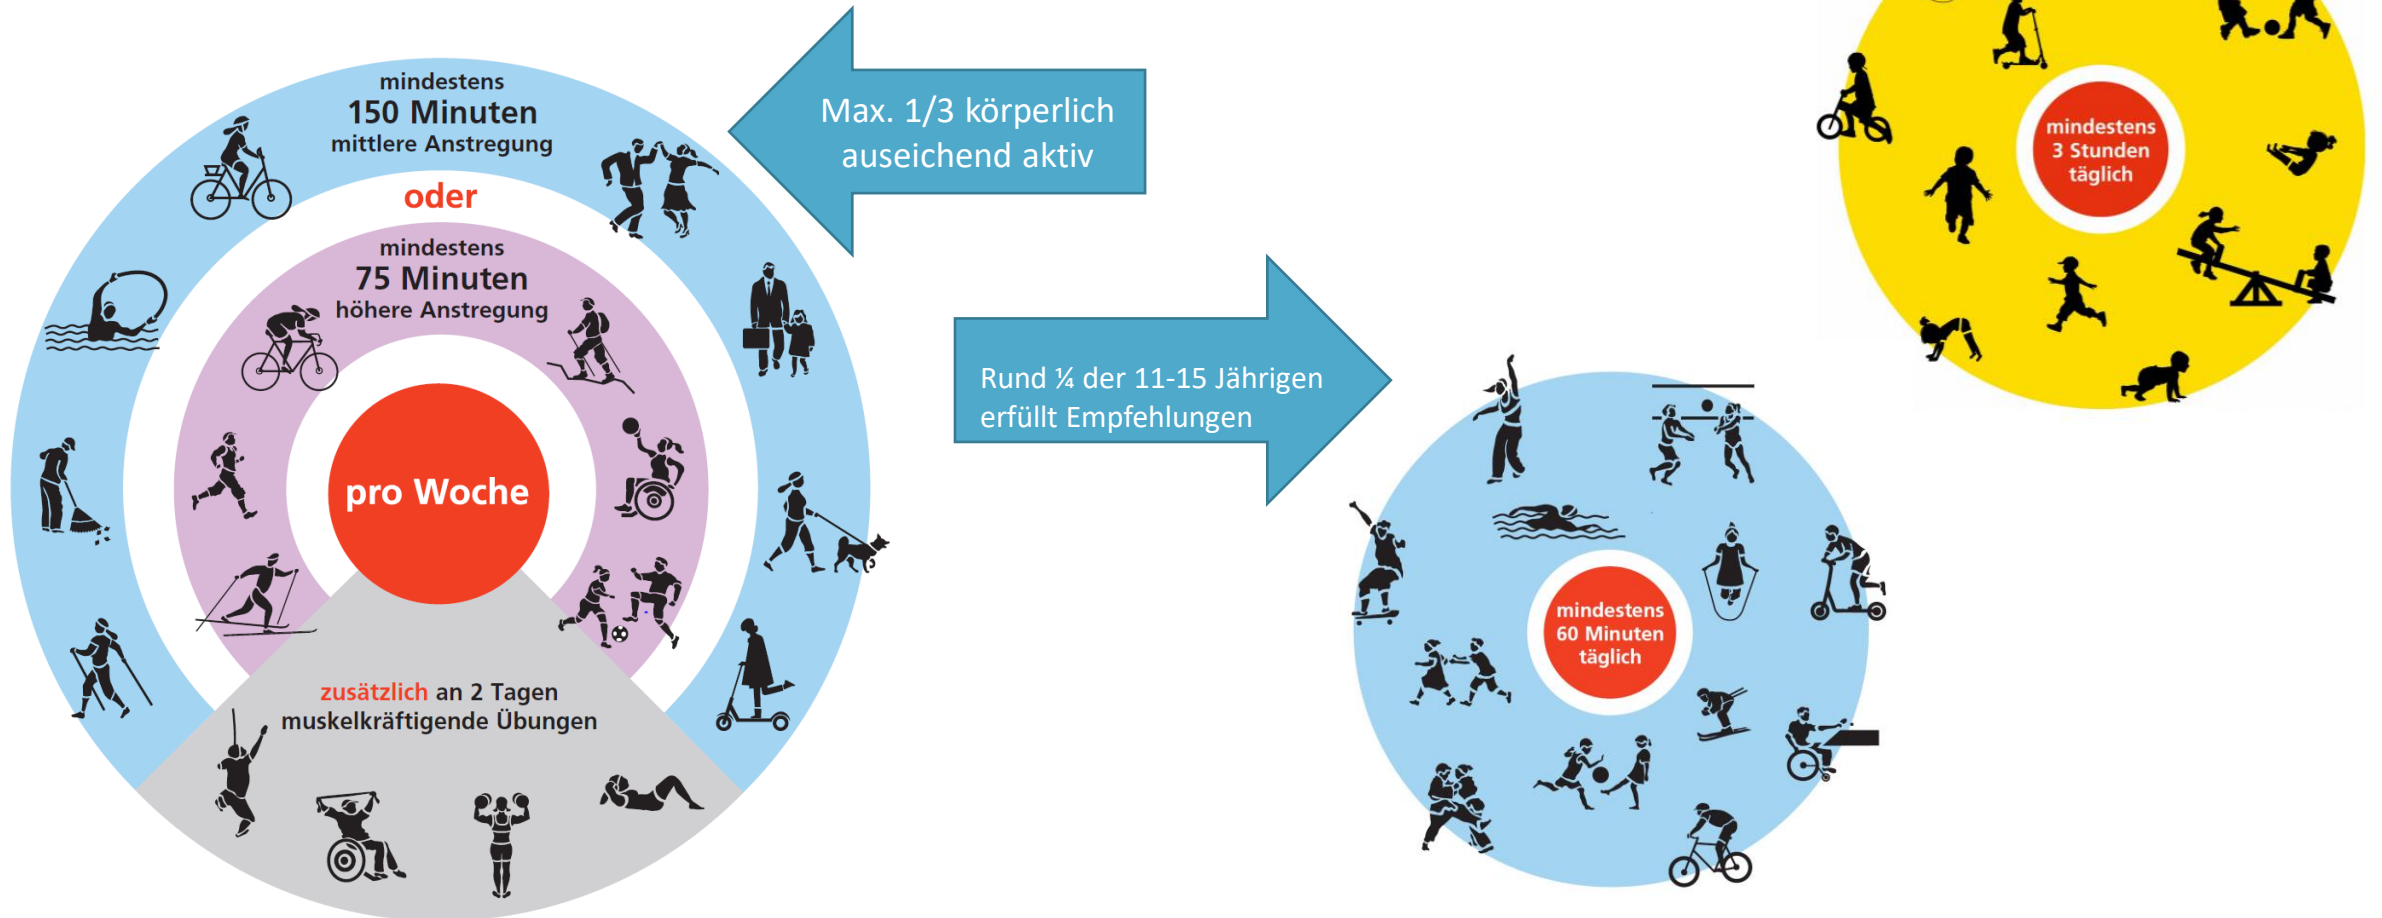 mindestens
150 Minuten
mittlere Anstregung
oder
mindestens
75 Minuten
höhere Anstregung
pro Woche
zusätzlich an 2 Tagen
muskelkräftigende Übungen
Max. 1/3 körperlich
auseichend aktiv
Rund ¼ der 11-15 Jährigen
erfüllt Empfehlungen
mindestens
3 Stunden
täglich
mindestens
60 Minuten
täglich